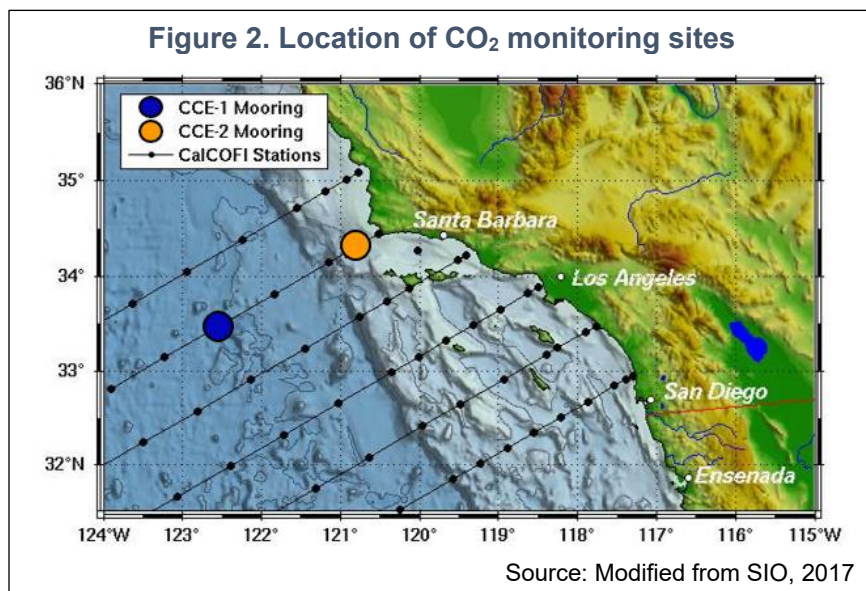 Figure 2. Location of CO₂ monitoring sites
36°N
CCE-1 Mooring
CCE-2 Mooring
CalCOFI Stations
35°
Santa Barbara
34°
Los Angeles
33°
San Diego
32°
Ensenada
124°W 123° 122° 121° 120° 119° 118° 117° 116° 115°W
Source: Modified from SIO, 2017